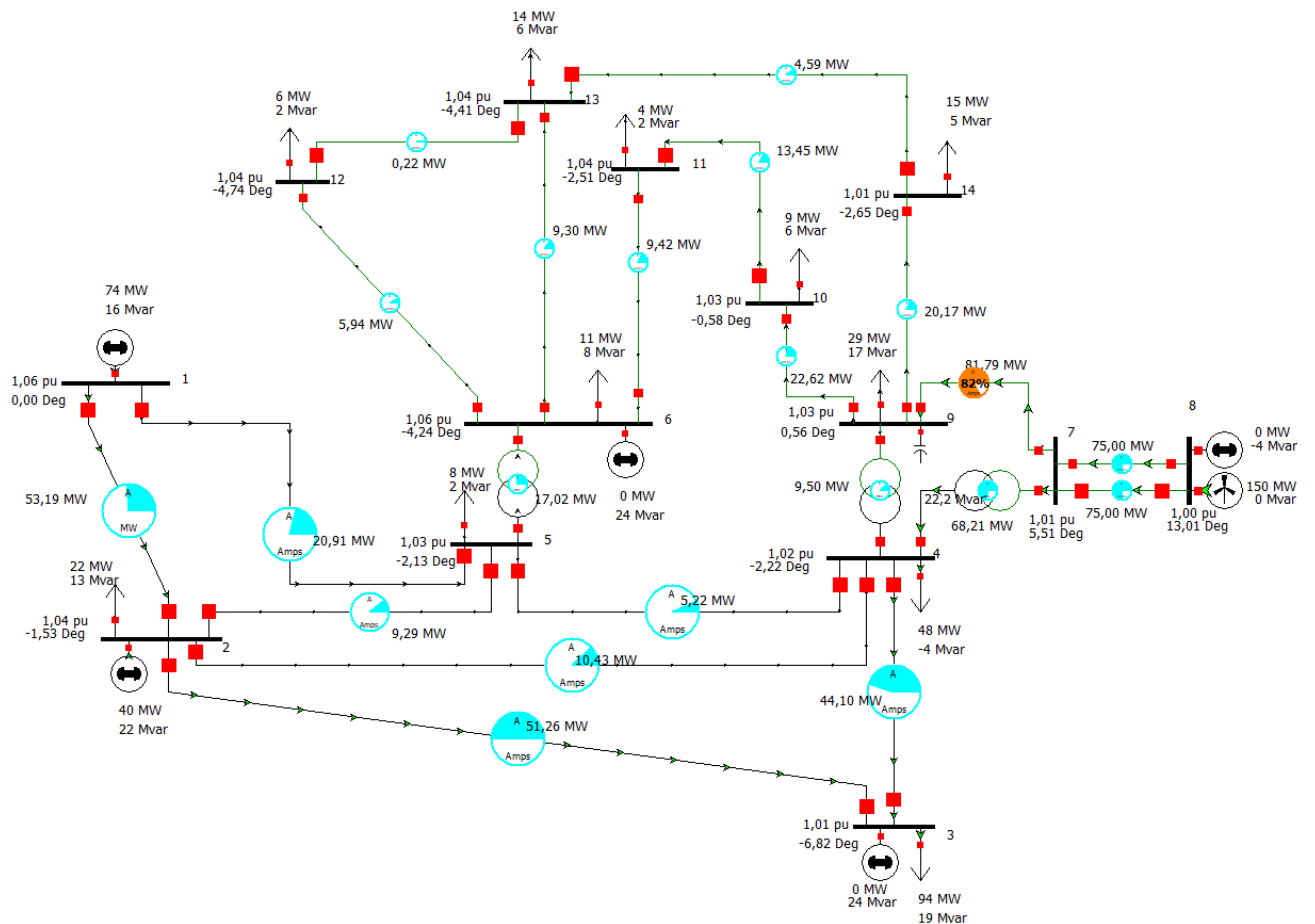 14 MW
6 Mvar
4,59 MW
1,04 pu
-4,41 Deg
13
6 MW
2 Mvar
4 MW
2 Mvar
15 MW
5 Mvar
0,22 MW
13,45 MW
11
1,04 pu
-4,74 Deg
12
1,04 pu
-2,51 Deg
1,01 pu
-2,65 Deg
14
9 MW
6 Mvar
9,30 MW
9,42 MW
74 MW
16 Mvar
5,94 MW
1,03 pu
-0,58 Deg
10
20,17 MW
11 MW
8 Mvar
29 MW
17 Mvar
1,06 pu
0,00 Deg
1
22,62 MW
81,79 MW
82%
Amps
1,06 pu
-4,24 Deg
6
1,03 pu
0,56 Deg
9
7
8
0 MW
-4 Mvar
75,00 MW
8 MW
2 Mvar
17,02 MW
0 MW
24 Mvar
9,50 MW
22,2 Mvar
68,21 MW
150 MW
0 Mvar
75,00 MW
53,19 MW
A
MW
A
Amps
20,91 MW
1,03 pu
-2,13 Deg
5
1,01 pu
5,51 Deg
1,00 pu
13,01 Deg
1,02 pu
-2,22 Deg
4
22 MW
13 Mvar
A
Amps
9,29 MW
A
5,22 MW
Amps
1,04 pu
-1,53 Deg
2
48 MW
-4 Mvar
A
10,43 MW
Amps
40 MW
22 Mvar
A
44,10 MW
Amps
A
51,26 MW
Amps
1,01 pu
-6,82 Deg
3
0 MW
24 Mvar
94 MW
19 Mvar